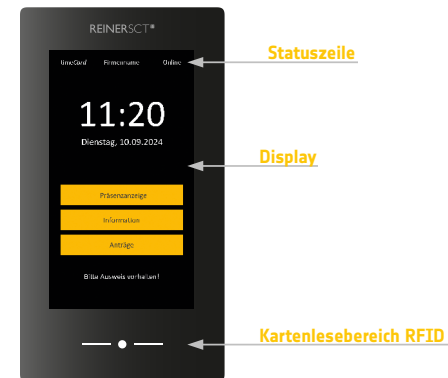 REINERSCT®
timeCard Firmenname Online
Statuszeile
11:20
Dienstag, 10.09.2024
Display
Präsenzanzeige
Information
Anträge
Bitte Ausweis vorhalten!
Kartenlesebereich RFID